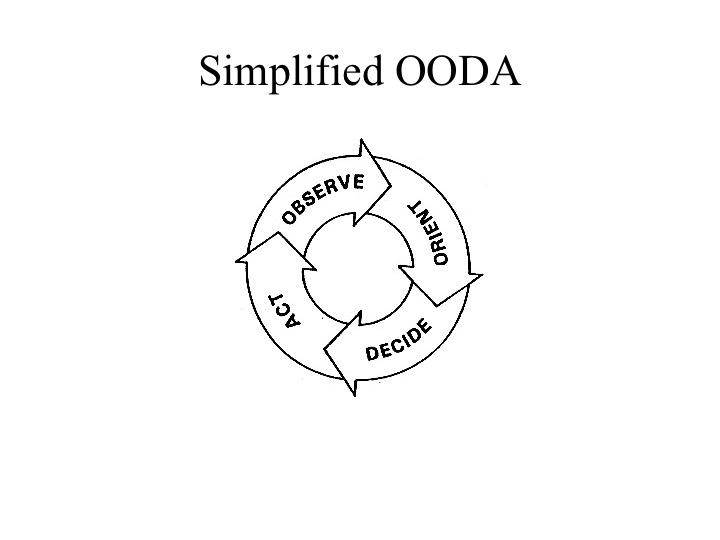 Simplified OODA
OBSERVE
ORIENT
DECIDE
ACT